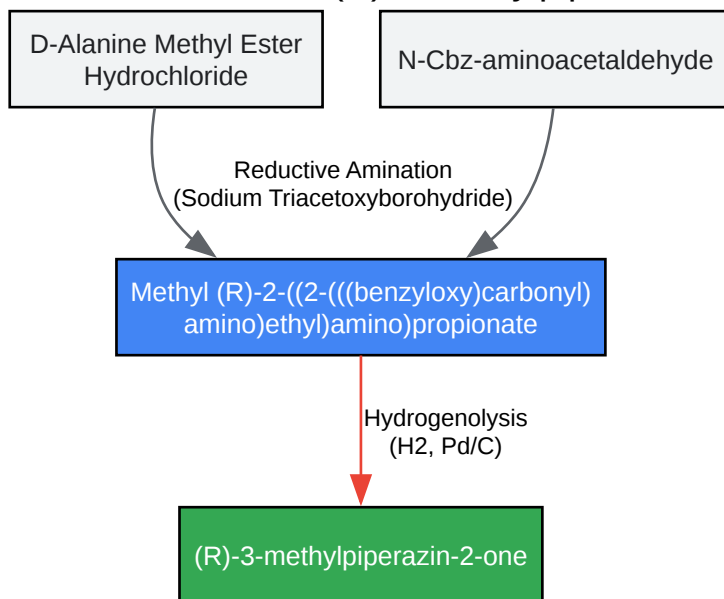 D-Alanine Methyl Ester
Hydrochloride
N-Cbz-aminoacetaldehyde
Reductive Amination
(Sodium Triacetoxyborohydride)
Methyl (R)-2-((2-(((benzyloxy)carbonyl)
amino)ethyl)amino)propionate
Hydrogenolysis
(H2, Pd/C)
(R)-3-methylpiperazin-2-one